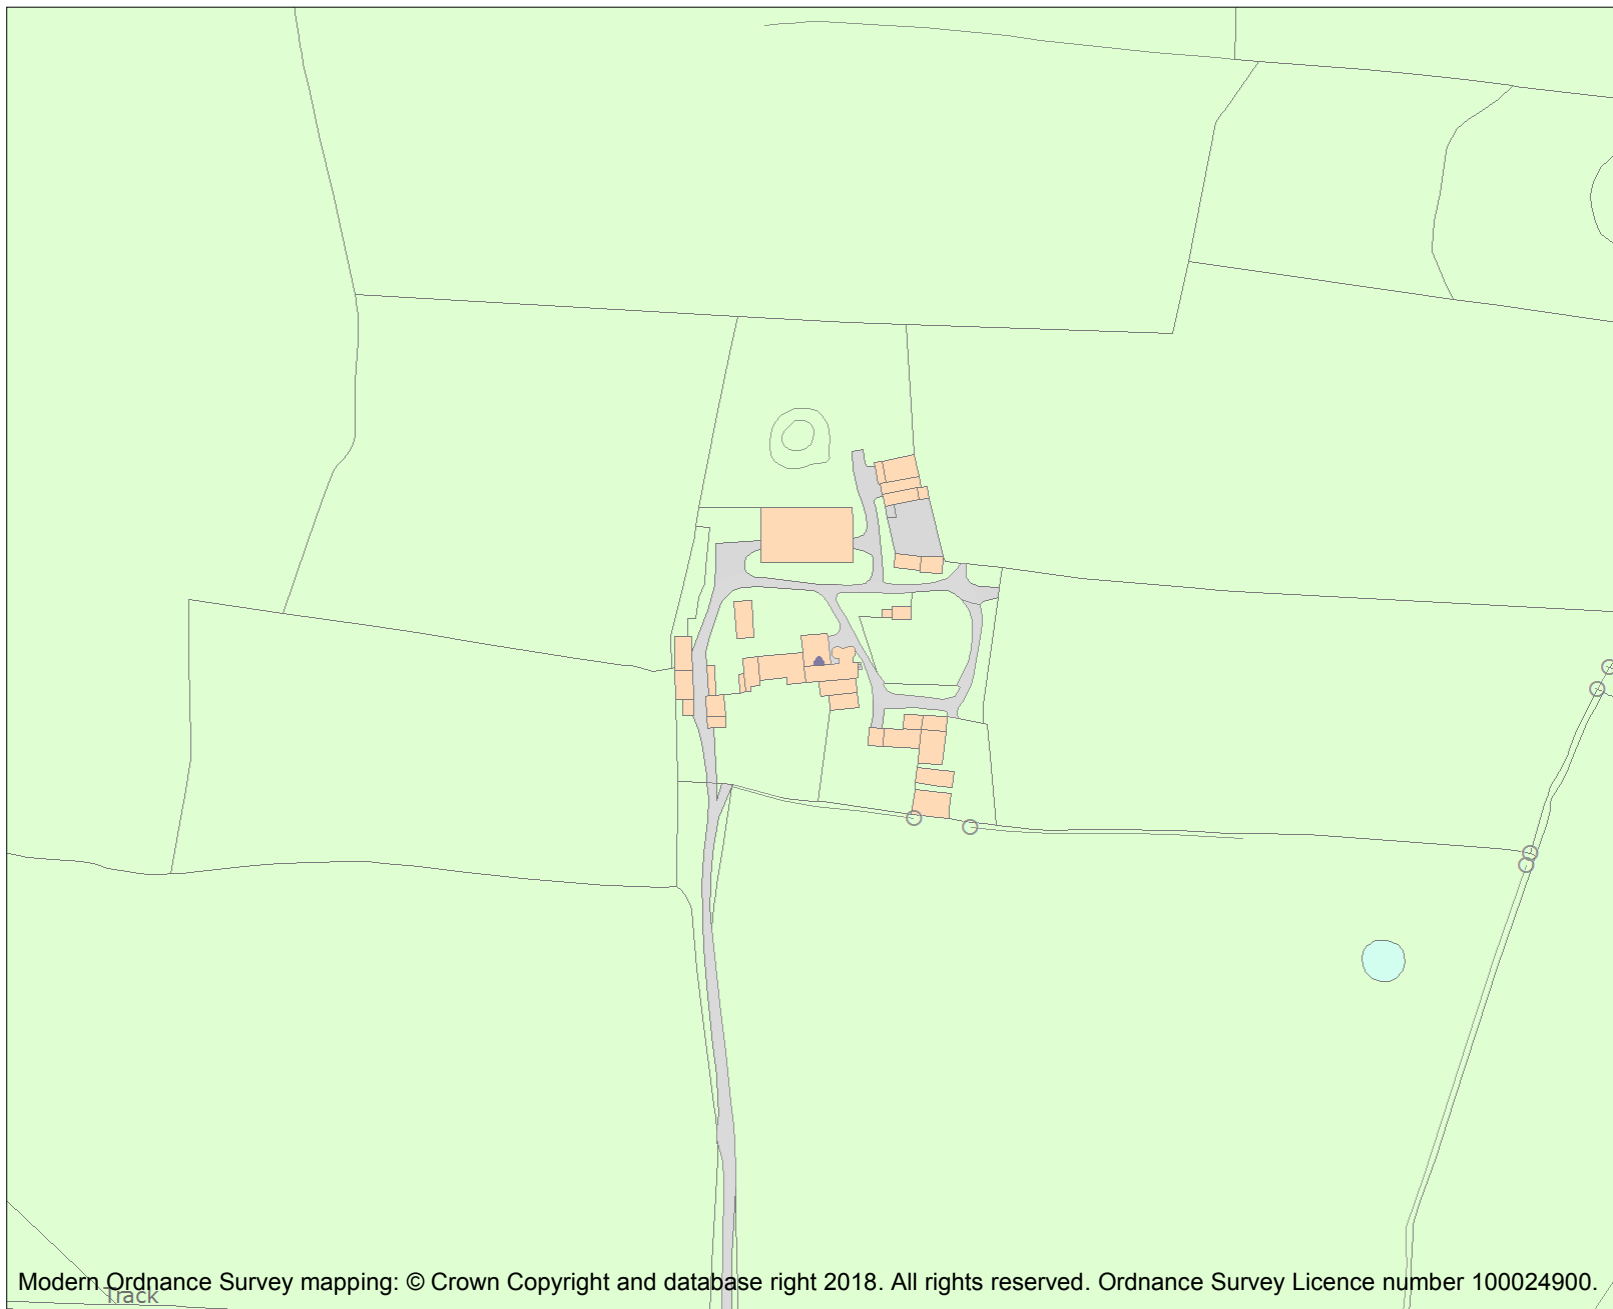 Modern Ordnance Survey mapping: © Crown Copyright and database right 2018. All rights reserved. Ordnance Survey Licence number 100024900.
Track